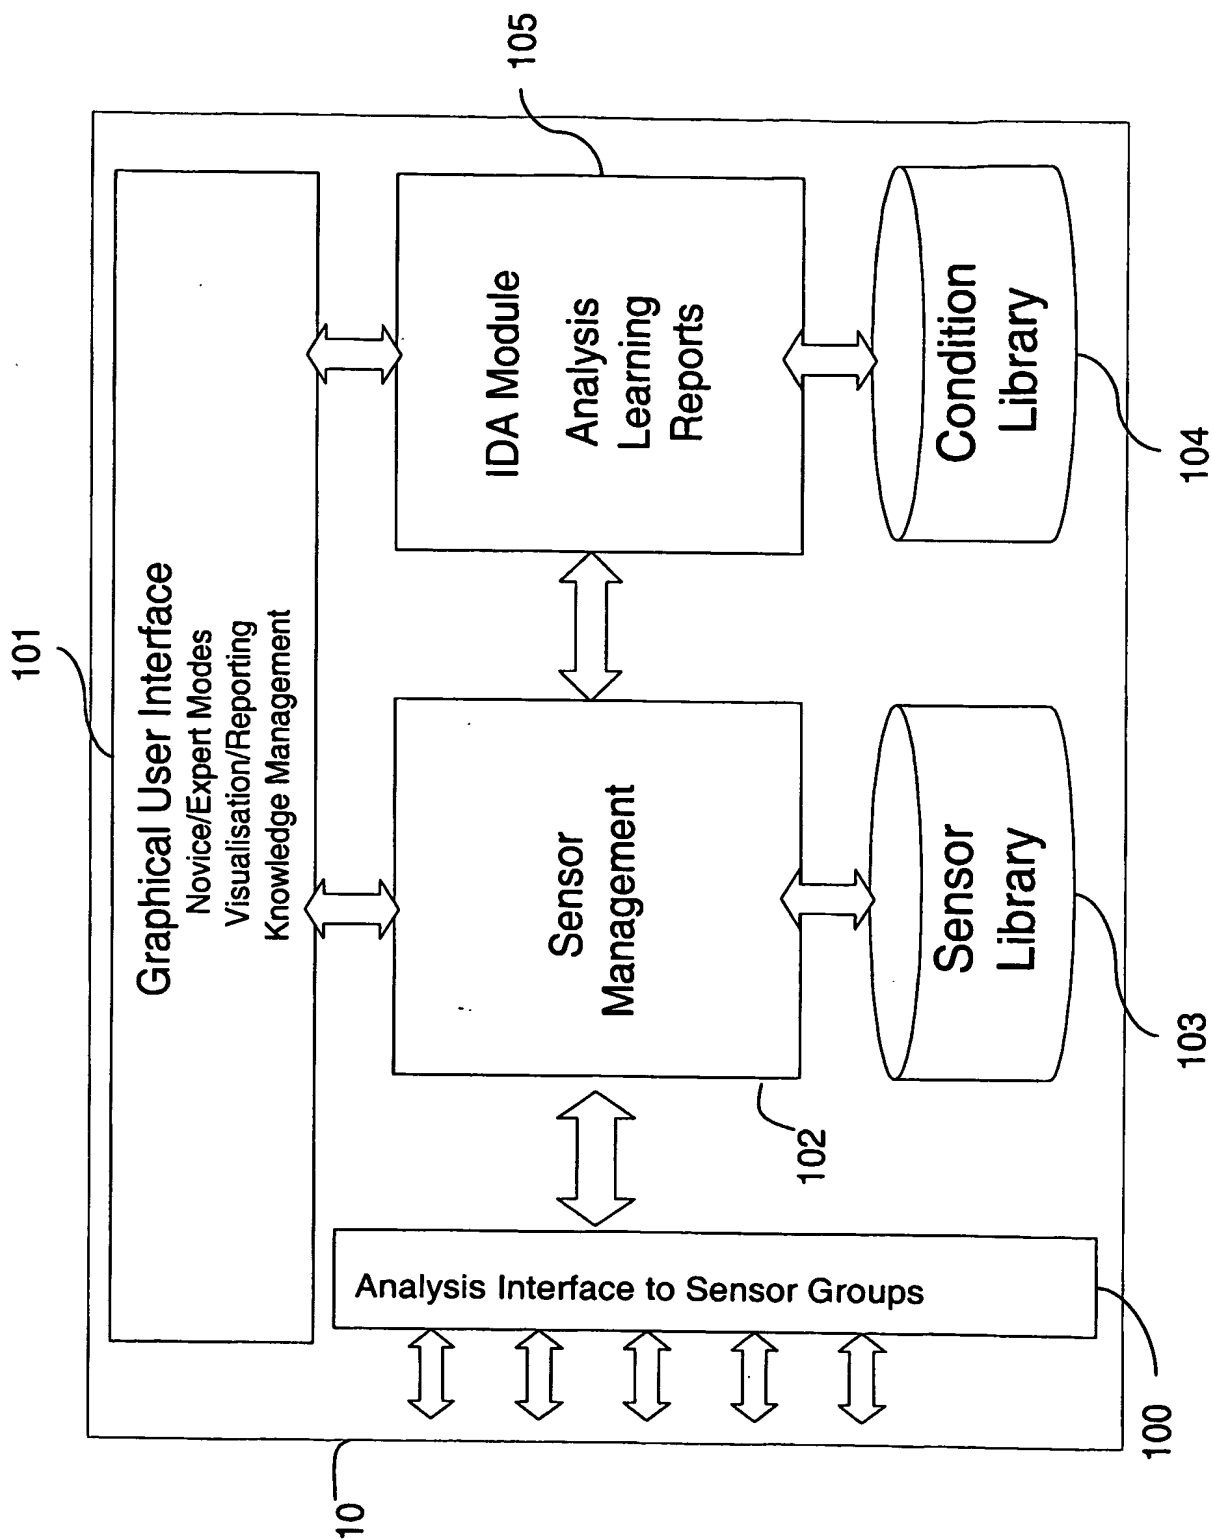 101
Graphical User Interface
Novice/Expert Modes
Visualisation/Reporting
Knowledge Management
105
IDA Module
Analysis
Learning
Reports
Sensor
Management
102
Analysis Interface to Sensor Groups
10
100
Sensor
Library
103
Condition
Library
104